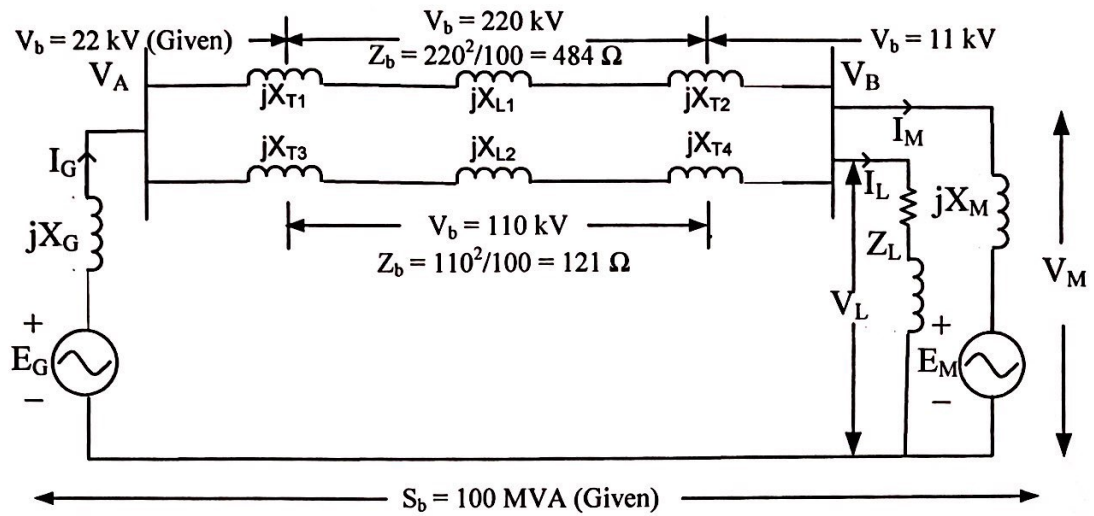 V_b = 22 kV (Given)
V_b = 220 kV
Z_b = 220²/100 = 484 Ω
V_b = 11 kV
V_A
V_B
jX_T1
jX_L1
jX_T2
I_M
I_G
jX_T3
jX_L2
jX_T4
I_L
jX_G
V_b = 110 kV
Z_b = 110²/100 = 121 Ω
Z_L
jX_M
V_L
V_M
+
E_G
−
+
E_M
−
S_b = 100 MVA (Given)